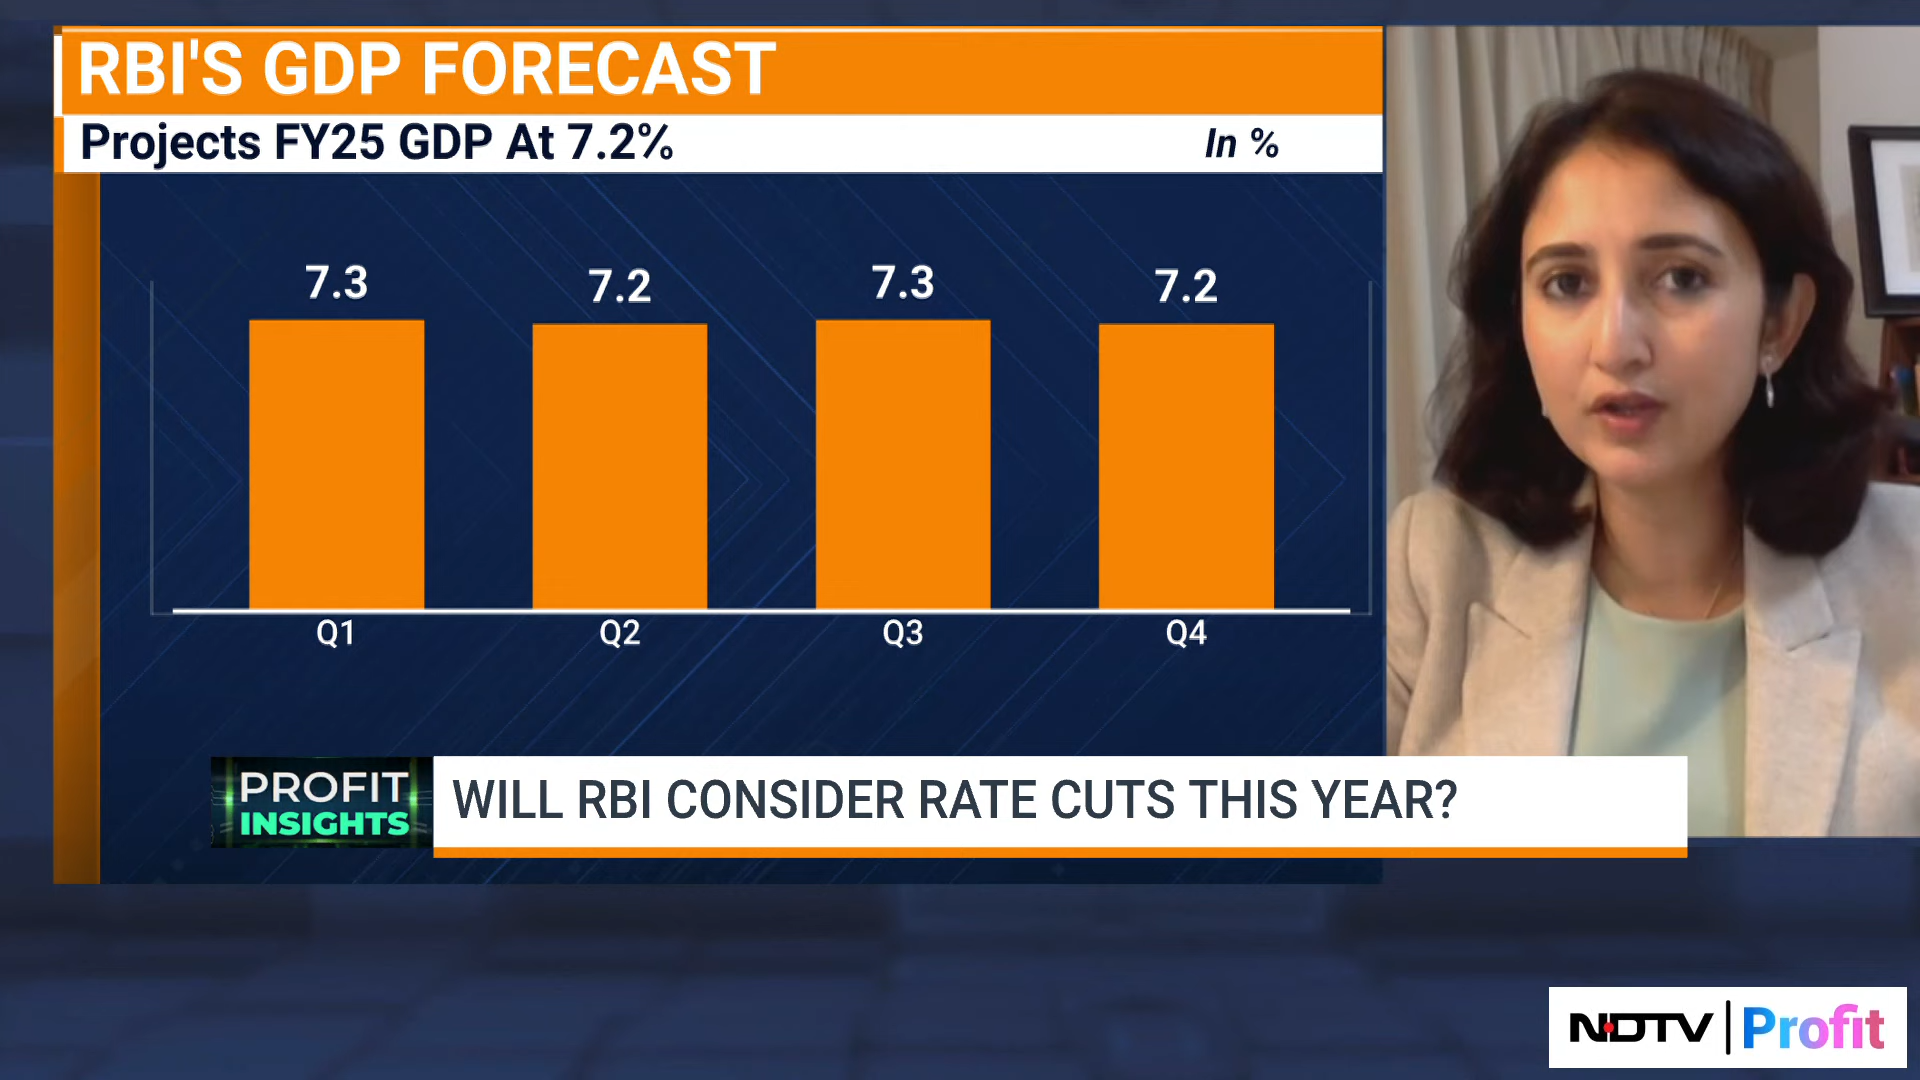 RBI'S GDP FORECAST
Projects FY25 GDP At 7.2%
In %
7.3
7.2
7.3
7.2
Q1
Q2
Q3
Q4
PROFIT
INSIGHTS
WILL RBI CONSIDER RATE CUTS THIS YEAR?
NDTV Profit